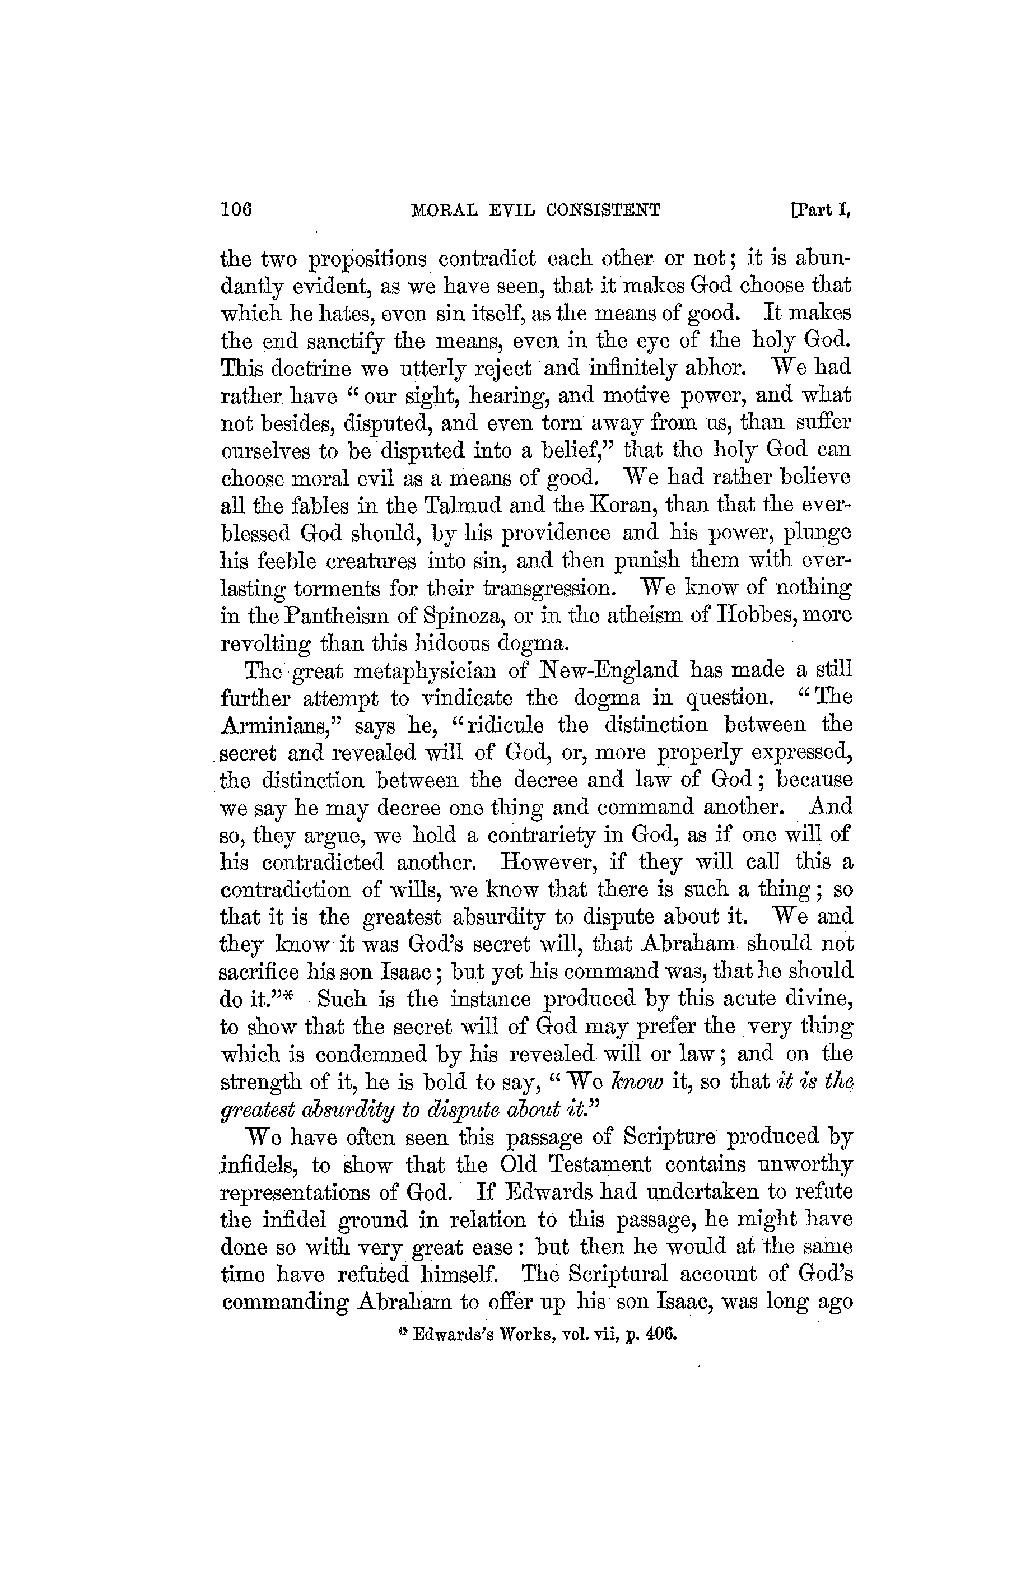 106 MORAL EVIL CONSISTENT [Part I,
the two propositions contradict each other or not; it is abun-
dantly evident, as we have seen, that it makes God choose that
which he hates, even sin itself, as the means of good. It makes
the end sanctify the means, even in the eye of the holy God.
This doctrine we utterly reject and infinitely abhor. We had
rather have “ our sight, hearing, and motive power, and what
not besides, disputed, and even torn away from us, than suffer
ourselves to be disputed into a belief,” that the holy God can
choose moral evil as a means of good. We had rather believe
all the fables in the Talmud and the Koran, than that the ever-
blessed God should, by his providence and his power, plunge
his feeble creatures into sin, and then punish them with ever-
lasting torments for their transgression. We know of nothing
in the Pantheism of Spinoza, or in the atheism of Hobbes, more
revolting than this hideous dogma.
The great metaphysician of New-England has made a still
further attempt to vindicate the dogma in question. “ The
Arminians,” says he, “ridicule the distinction between the
secret and revealed will of God, or, more properly expressed,
the distinction between the decree and law of God; because
we say he may decree one thing and command another. And
so, they argue, we hold a contrariety in God, as if one will of
his contradicted another. However, if they will call this a
contradiction of wills, we know that there is such a thing; so
that it is the greatest absurdity to dispute about it. We and
they know it was God’s secret will, that Abraham should not
sacrifice his son Isaac; but yet his command was, that he should
do it.”* Such is the instance produced by this acute divine,
to show that the secret will of God may prefer the very thing
which is condemned by his revealed will or law; and on the
strength of it, he is bold to say, “ We know it, so that it is the
greatest absurdity to dispute about it.”
We have often seen this passage of Scripture produced by
infidels, to show that the Old Testament contains unworthy
representations of God. If Edwards had undertaken to refute
the infidel ground in relation to this passage, he might have
done so with very great ease: but then he would at the same
time have refuted himself. The Scriptural account of God’s
commanding Abraham to offer up his son Isaac, was long ago
* Edwards’s Works, vol. vii, p. 406.